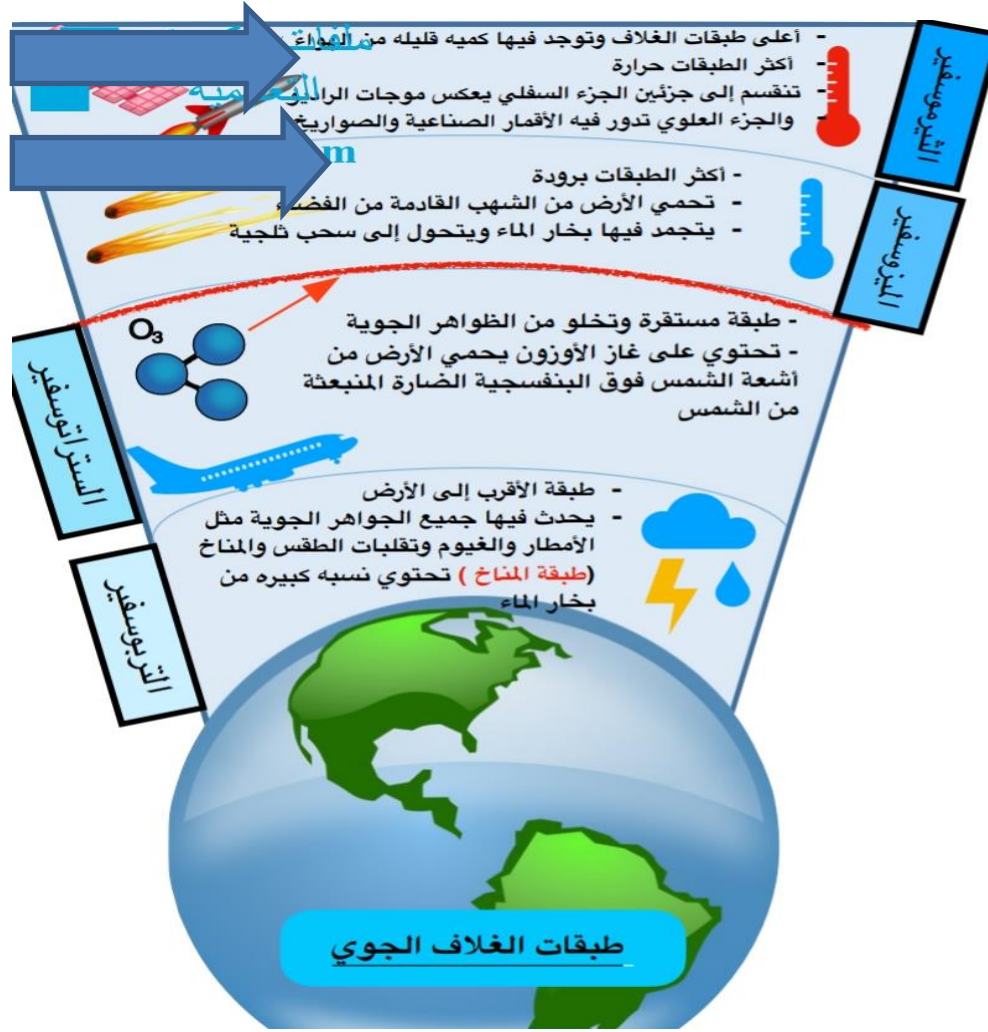 - أعلى طبقات الغلاف وتوجد فيها كميه قليله من الهواء
- أكثر الطبقات حرارة
- تنقسم إلى جزئين الجزء السفلي يعكس موجات الراديو
- والجزء العلوي تدور فيه الأقمار الصناعية والصواريخ
الثيرموسفير
ملفات
التعليمية
m
- أكثر الطبقات برودة
- تحمي الأرض من الشهب القادمة من الفضاء
- يتجمد فيها بخار الماء ويتحول إلى سحب ثلجية
الميزوسفير
O₃
- طبقة مستقرة وتخلو من الظواهر الجوية
- تحتوي على غاز الأوزون يحمي الأرض من
أشعة الشمس فوق البنفسجية الضارة المنبعثة
من الشمس
الستراتوسفير
- طبقة الأقرب إلى الأرض
- يحدث فيها جميع الجواهر الجوية مثل
الأمطار والغيوم وتقلبات الطقس والمناخ
(طبقة المناخ ) تحتوي نسبه كبيره من
بخار الماء
التربوسفير
طبقات الغلاف الجوي